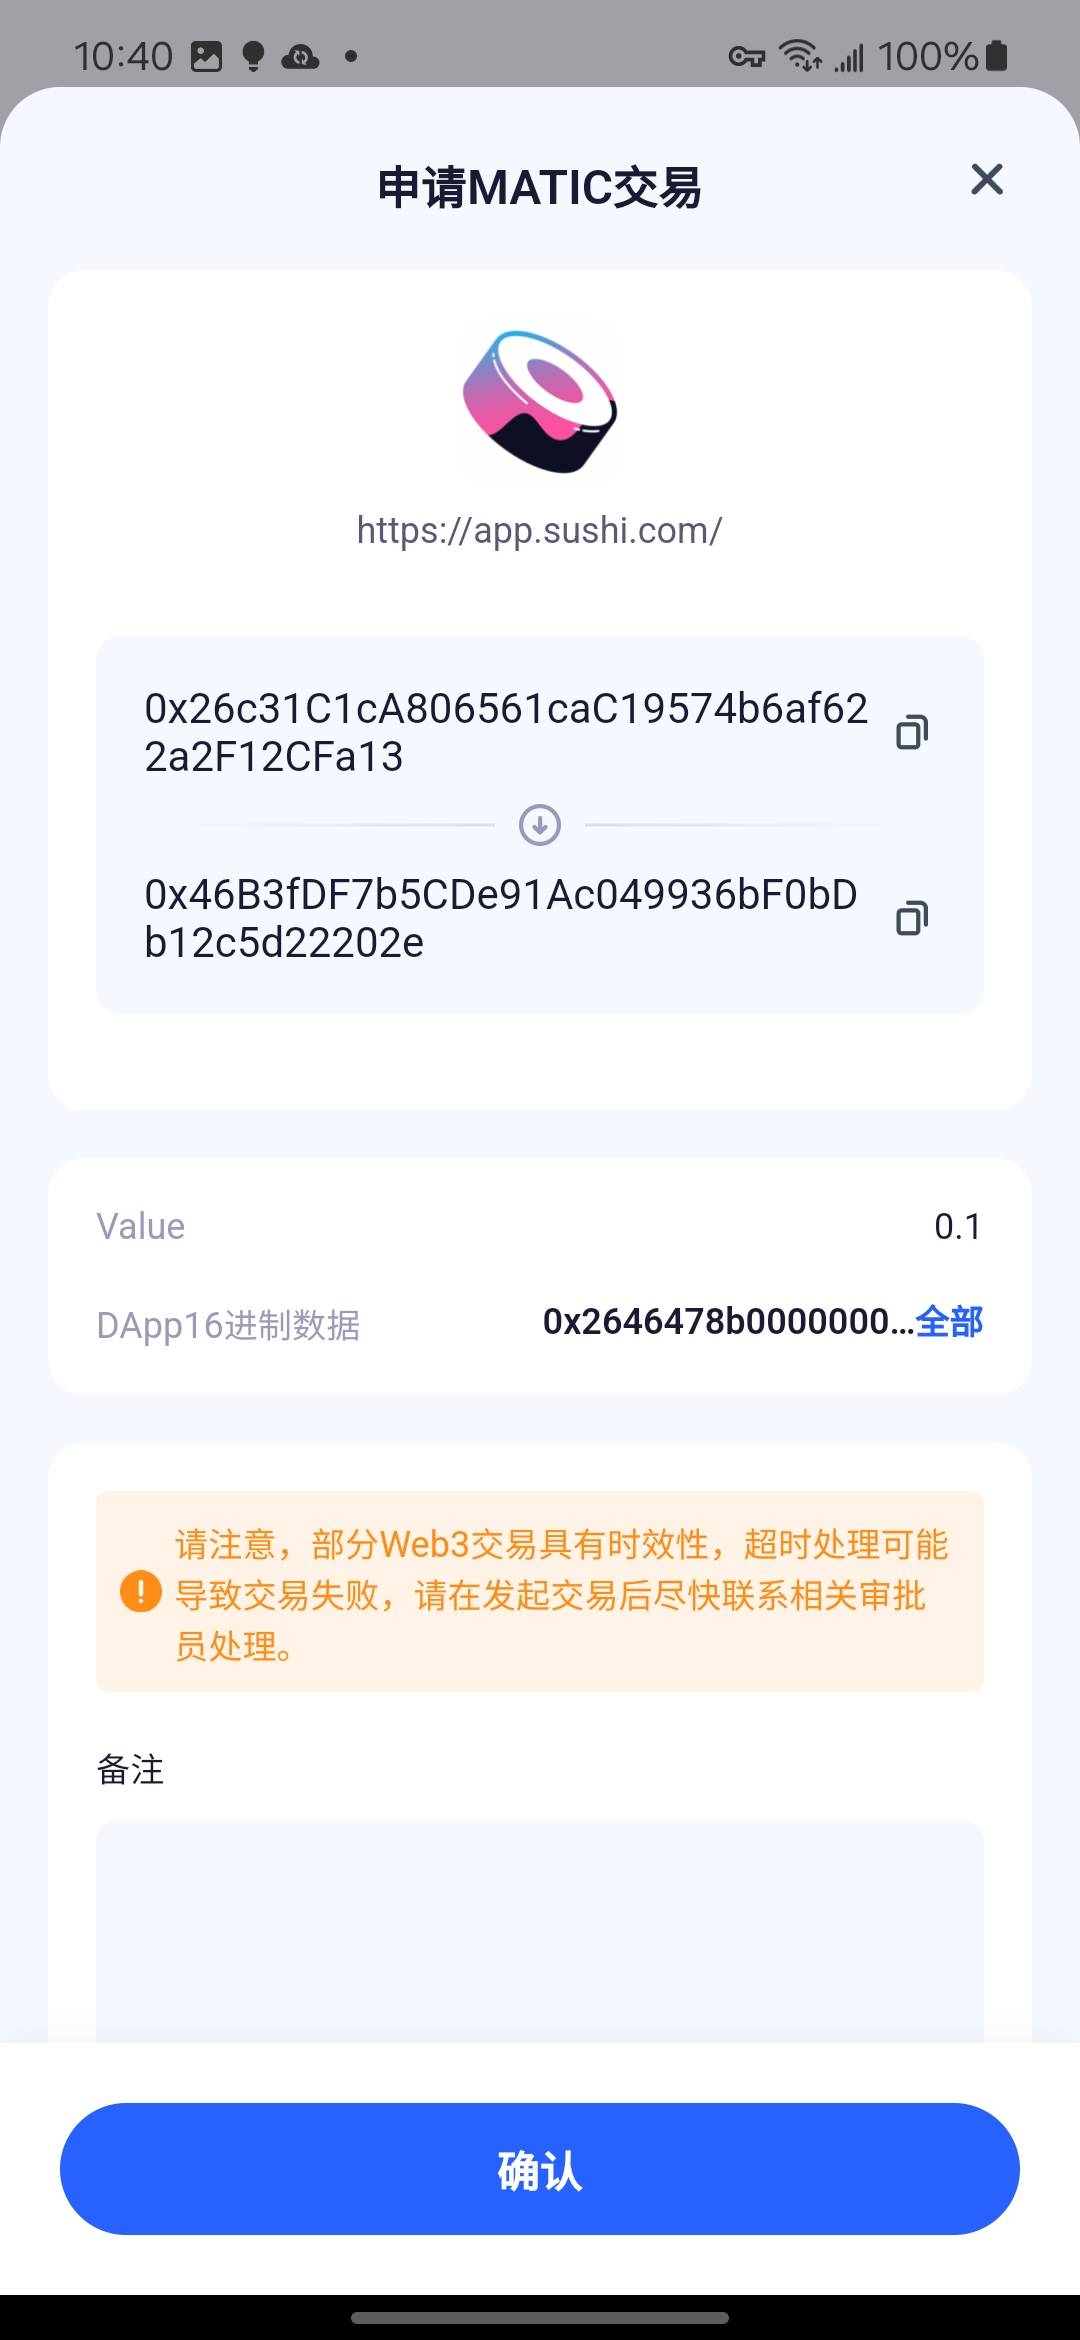 10:40
100%
申请MATIC交易
https://app.sushi.com/
0x26c31C1cA806561caC19574b6af62
2a2F12CFa13
0x46B3fDF7b5CDe91Ac049936bF0bD
b12c5d22202e
Value 0.1
DApp16进制数据 0x2646478b0000000...全部
请注意，部分Web3交易具有时效性，超时处理可能
导致交易失败，请在发起交易后尽快联系相关审批
员处理。
备注
确认